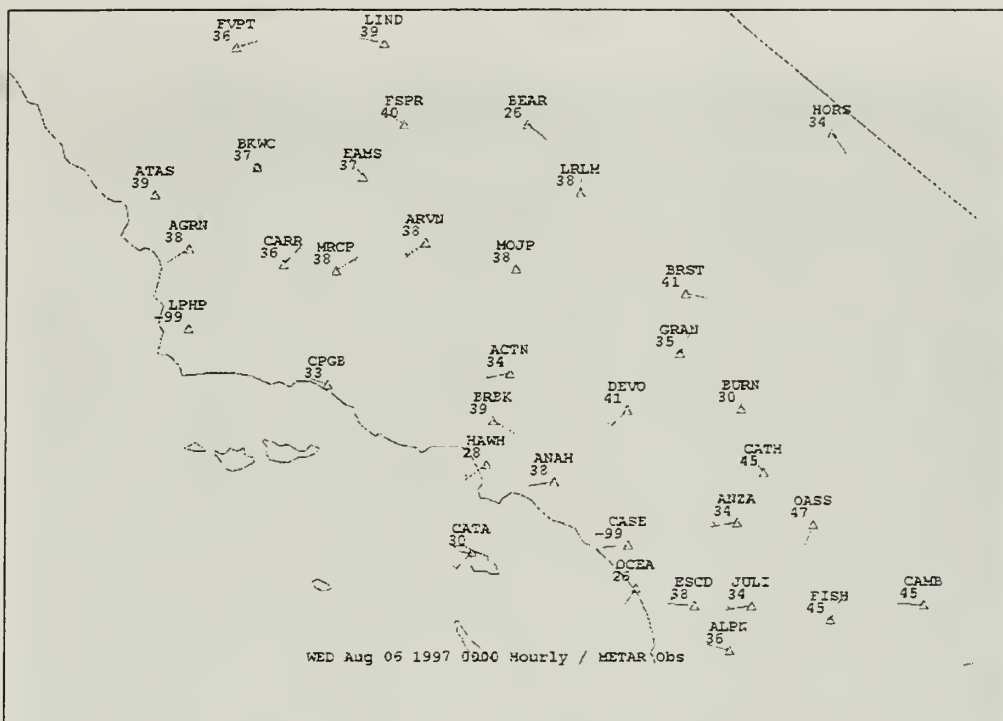 FVPT
36
LIND
39
FSPR
40
BEAR
26
HORS
34
BKWC
37
EAMS
37
ATAS
39
LRLM
38
AGRN
38
CARR
36
MRCP
38
ARVN
38
MOJP
38
BRST
41
LPHP
-99
GRAN
35
ACTN
34
CPGB
33
DEVO
41
BURN
30
BRBK
39
HAWH
28
ANAH
38
CATH
45
ANZA
34
OASS
47
CATA
30
CASE
-99
OCEA
26
ESCD
38
JULI
34
FISH
45
CAMB
45
ALPN
36
WED Aug 06 1997 0000 Hourly / METAR Obs